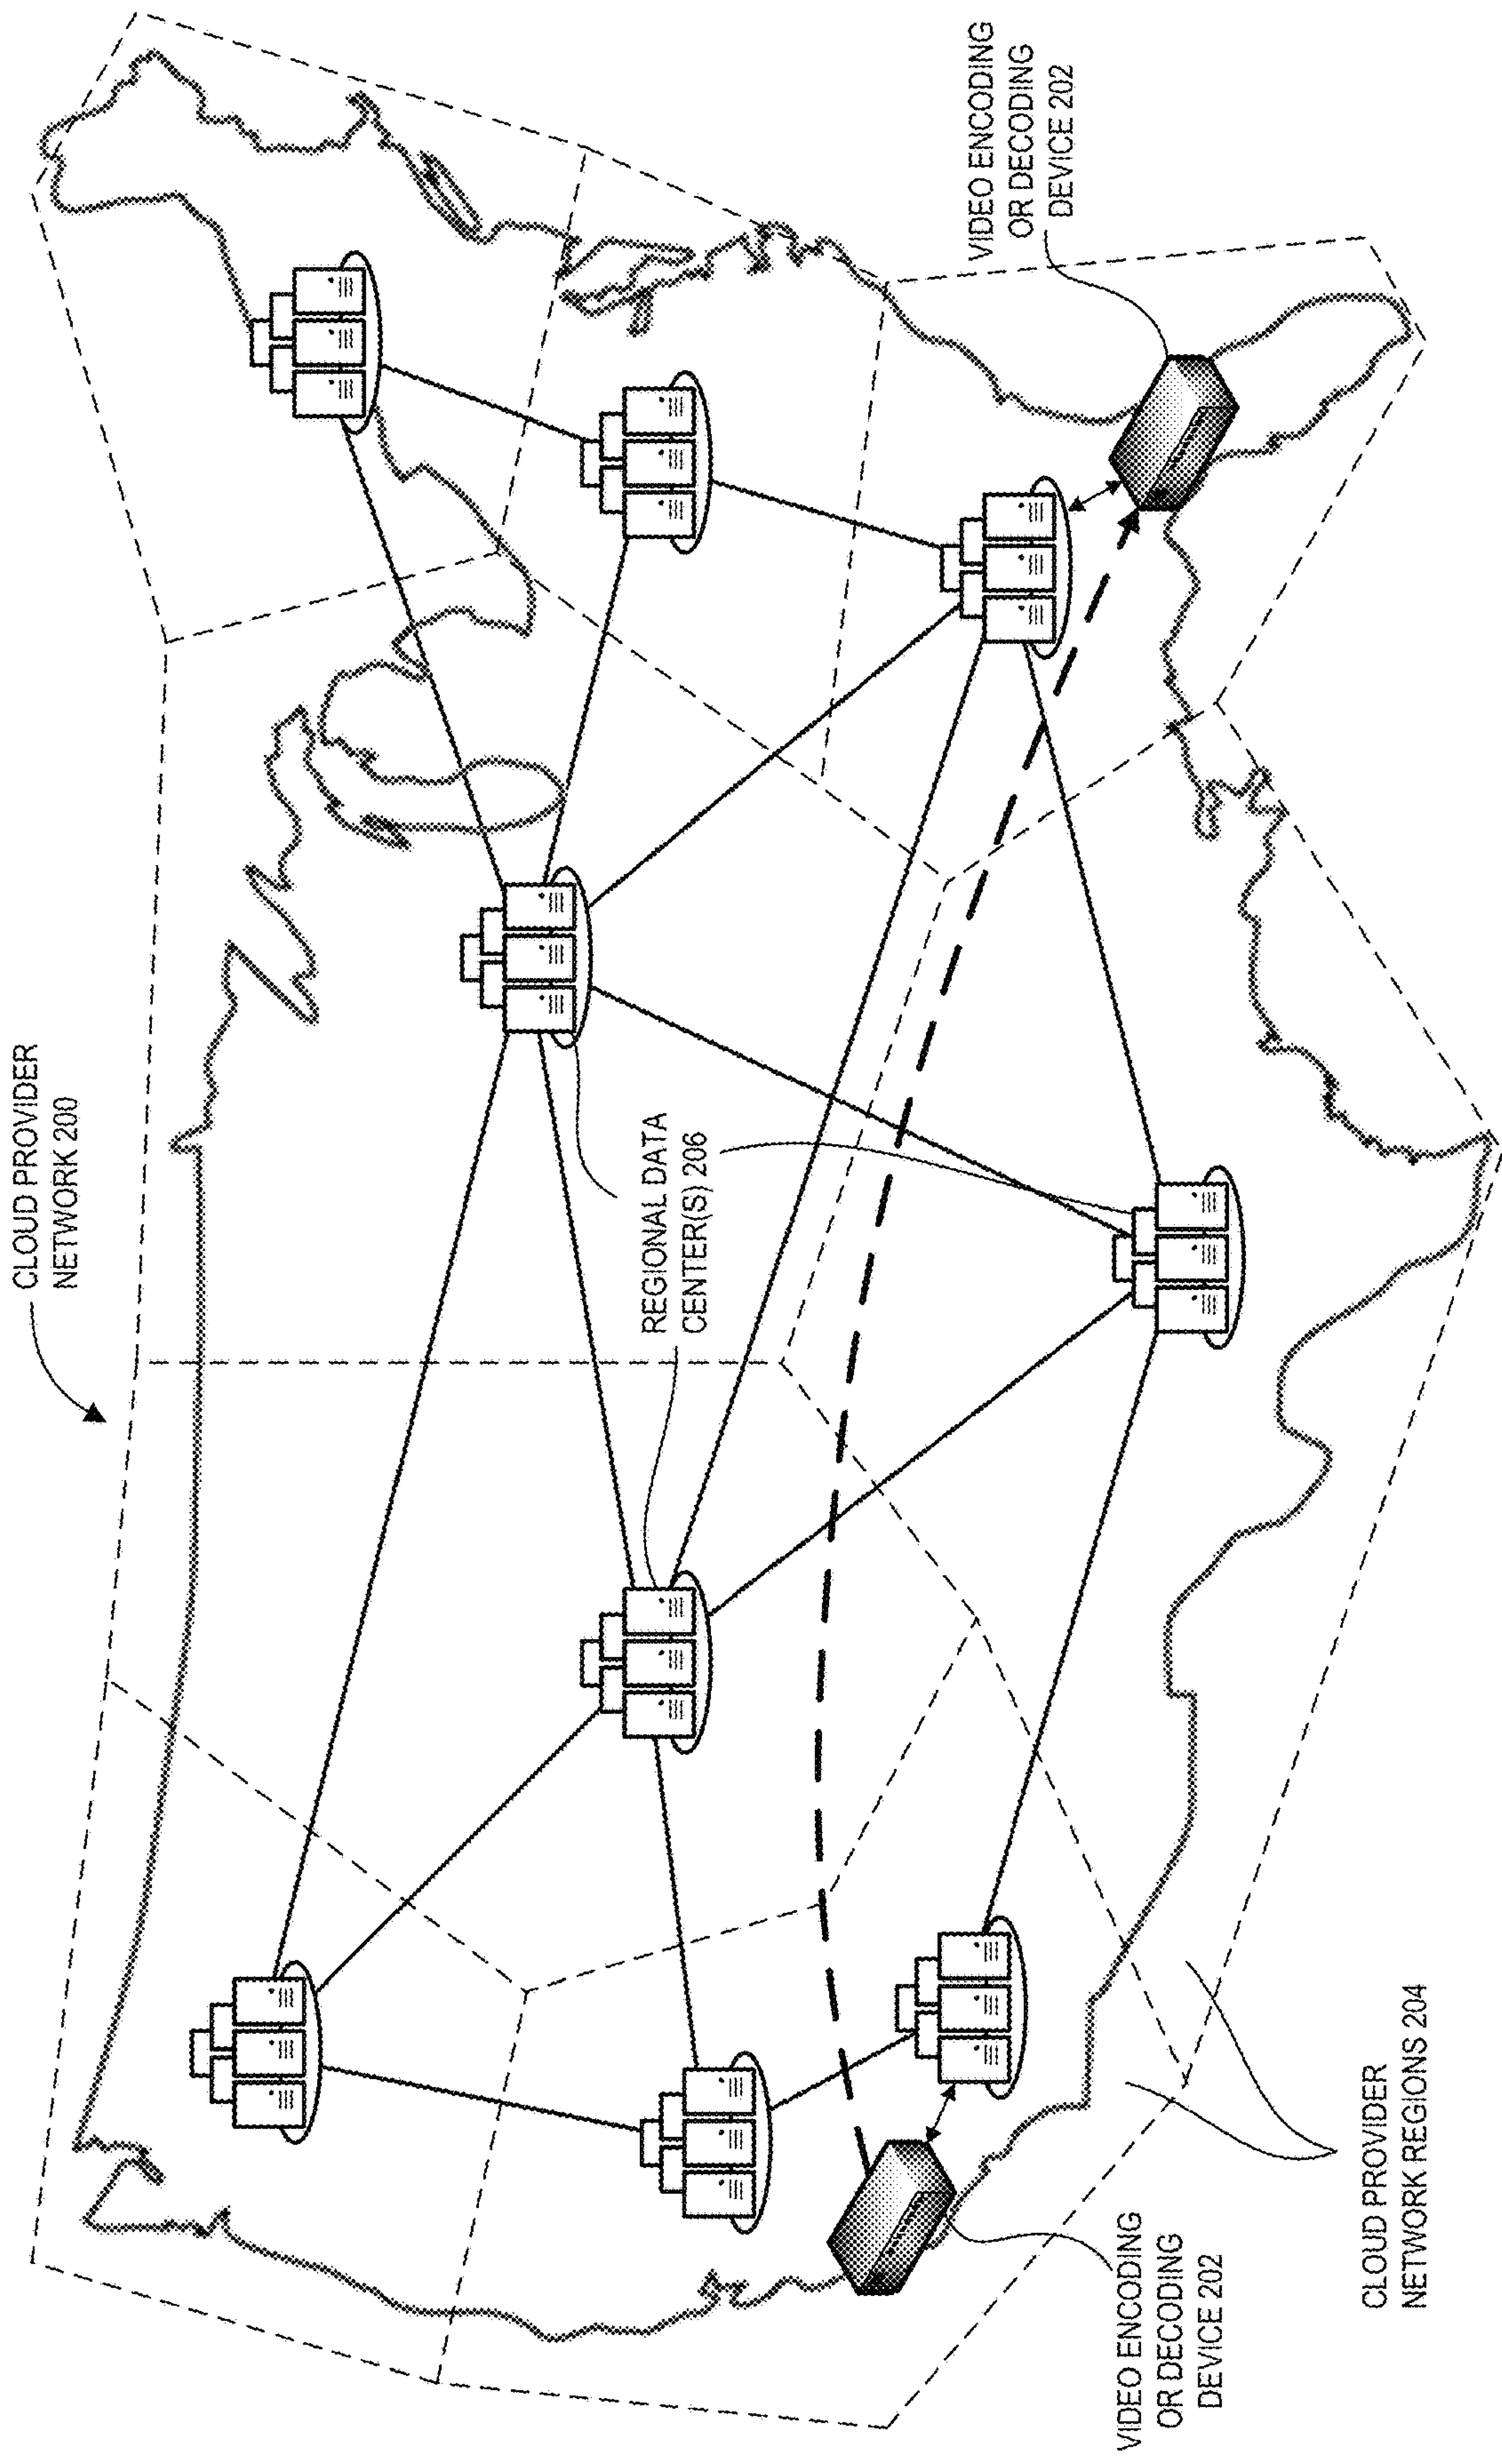 CLOUD PROVIDER
NETWORK 200
VIDEO ENCODING
OR DECODING
DEVICE 202
REGIONAL DATA
CENTER(S) 206
VIDEO ENCODING
OR DECODING
DEVICE 202
CLOUD PROVIDER
NETWORK REGIONS 204